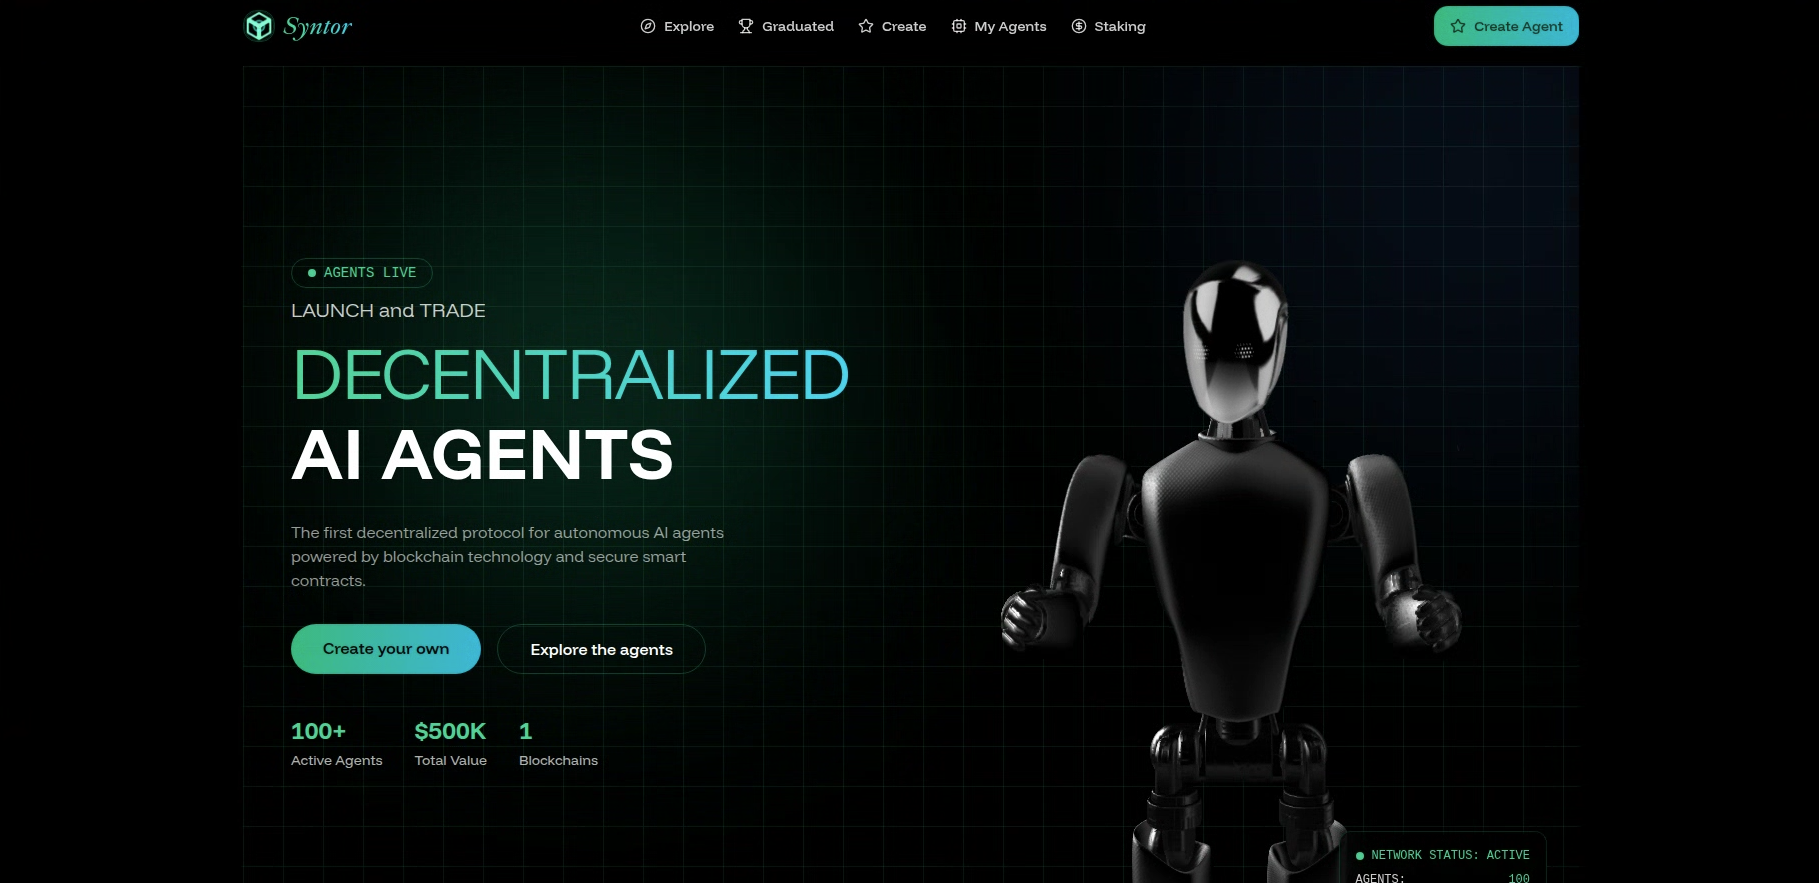 Syntor
Explore
Graduated
Create
My Agents
Staking
Create Agent
AGENTS LIVE
LAUNCH and TRADE
DECENTRALIZED
AI AGENTS
The first decentralized protocol for autonomous AI agents
powered by blockchain technology and secure smart
contracts.
Create your own
Explore the agents
100+
Active Agents
$500K
Total Value
1
Blockchains
NETWORK STATUS: ACTIVE
AGENTS: 100